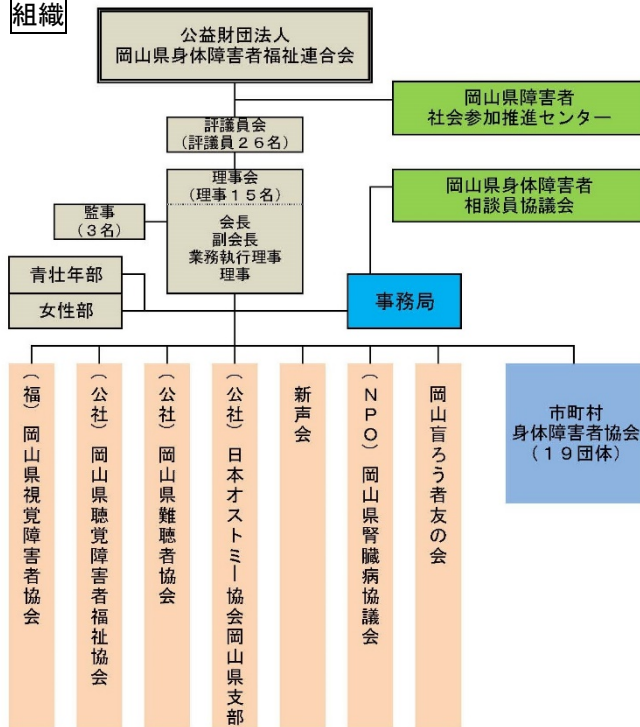 組織
公益財団法人
岡山県身体障害者福祉連合会
岡山県障害者
社会参加推進センター
評議員会
(評議員26名)
理事会
(理事15名)
岡山県身体障害者
相談員協議会
監事
(3名)
会長
副会長
業務執行理事
理事
青壮年部
女性部
事務局
(福)岡山県視覚障害者協会
(公社)岡山県聴覚障害者福祉協会
(公社)岡山県難聴者協会
(公社)日本オストミー協会岡山県支部
新声会
(NPO)岡山県腎臓病協議会
岡山盲ろう者友の会
市町村
身体障害者協会
(19団体)